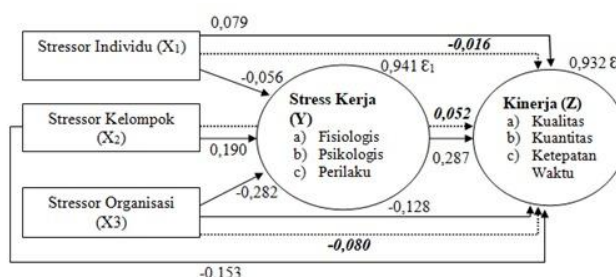 0,079
Stressor Individu (X1)
-0,016
-0,056
0,941 ε1
0,932 ε
Stress Kerja
(Y)
a) Fisiologis
b) Psikologis
c) Perilaku
Stressor Kelompok
(X2)
0,190
0,052
0,287
Kinerja (Z)
a) Kualitas
b) Kuantitas
c) Ketepatan
Waktu
Stressor Organisasi
(X3)
-0,282
-0,128
-0,080
-0,153